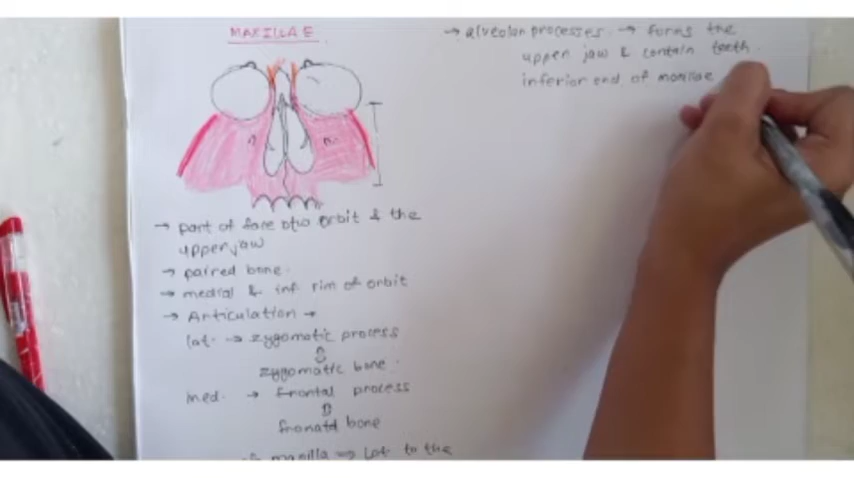 MAXILLAE
→ part of face b/w orbit & the
upper jaw
→ paired bone.
→ medial & inf rim of orbit
→ Articulation →
lat. → zygomatic process
⇕
zygomatic bone.
med. → frontal process
⇕
bone
maxilla → Lat to the
→ alveolar processes. → forms the
upper jaw & contain teeth.
inferior end of maxillae